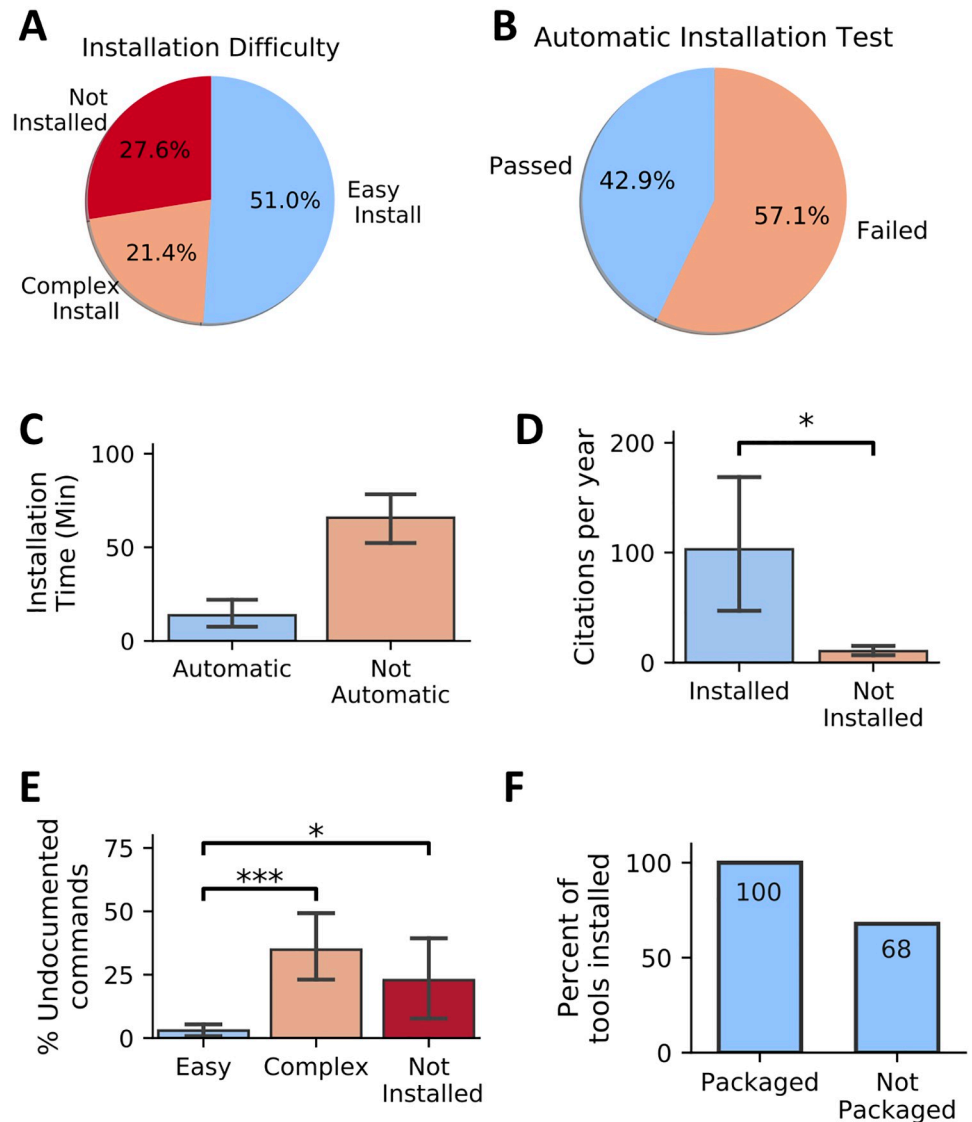 A
Installation Difficulty
Not
Installed
27.6%
51.0%
Easy
Install
21.4%
Complex
Install
B
Automatic Installation Test
Passed
42.9%
57.1%
Failed
C
Installation
Time (Min)
100
50
0
Automatic
Not
Automatic
D
Citations per year
200
100
0
*
Installed
Not
Installed
E
% Undocumented
commands
75
50
25
0
*
***
Easy
Complex
Not
Installed
F
Percent of
tools installed
100
50
0
100
68
Packaged
Not
Packaged